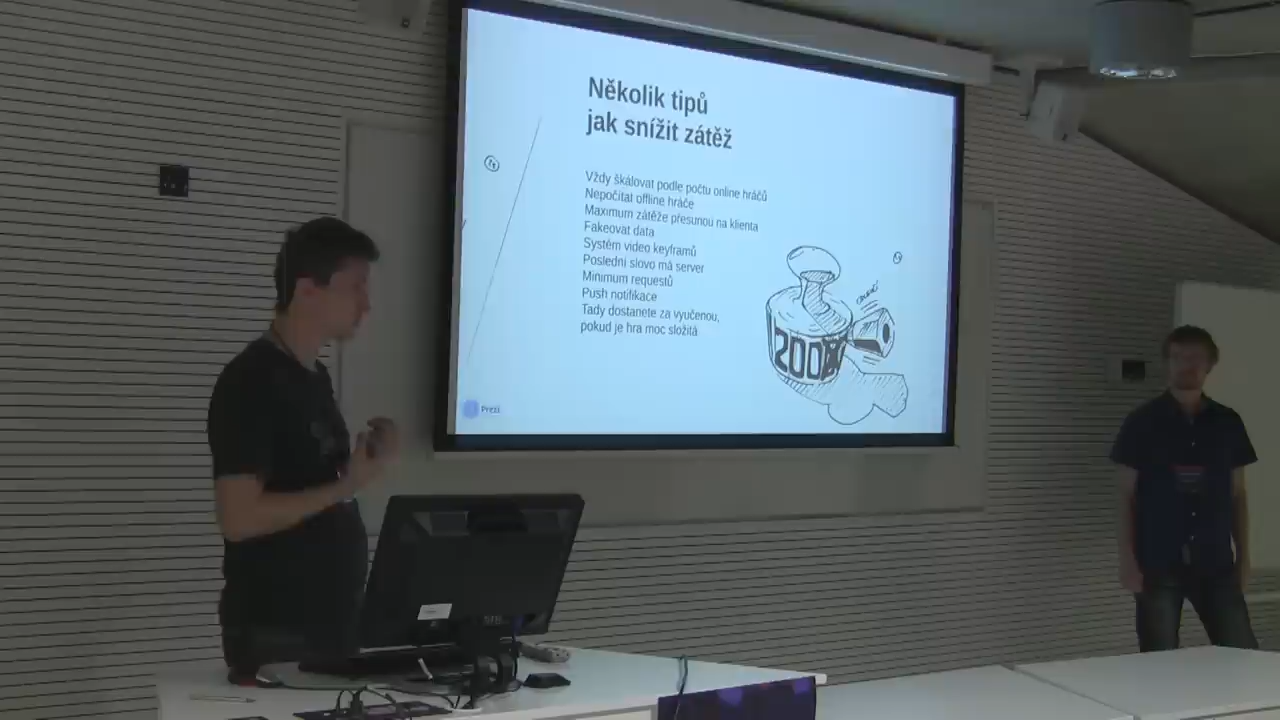 Několik tipů
jak snížit zátěž
Vždy škálovat podle počtu online hráčů
Nepočítat offline hráče
Maximum zátěže přesunou na klienta
Fakeovat data
Systém video keyframů
Poslední slovo má server
Minimum requestů
Push notifikace
Tady dostanete za vyučenou,
pokud je hra moc složitá
Prezi